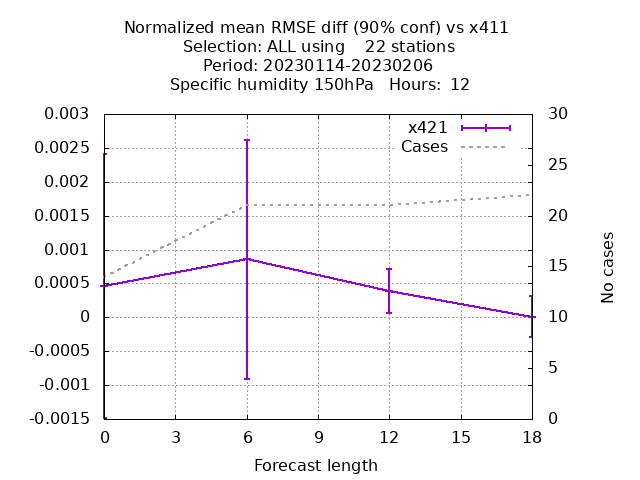 Normalized mean RMSE diff (90% conf) vs x411
Selection: ALL using    22 stations
Period: 20230114-20230206
Specific humidity 150hPa   Hours:  12
0.003
0.0025
0.002
0.0015
0.001
0.0005
0
-0.0005
-0.001
-0.0015
x421
Cases
30
25
20
15
10
5
0
No cases
0 3 6 9 12 15 18
Forecast length